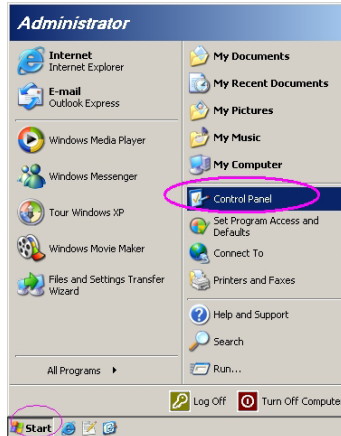 Administrator
Internet
Internet Explorer
E-mail
Outlook Express
Windows Media Player
Windows Messenger
Tour Windows XP
Windows Movie Maker
Files and Settings Transfer
Wizard
All Programs
My Documents
My Recent Documents
My Pictures
My Music
My Computer
Control Panel
Set Program Access and
Defaults
Connect To
Printers and Faxes
Help and Support
Search
Run...
Log Off
Turn Off Compute
Start